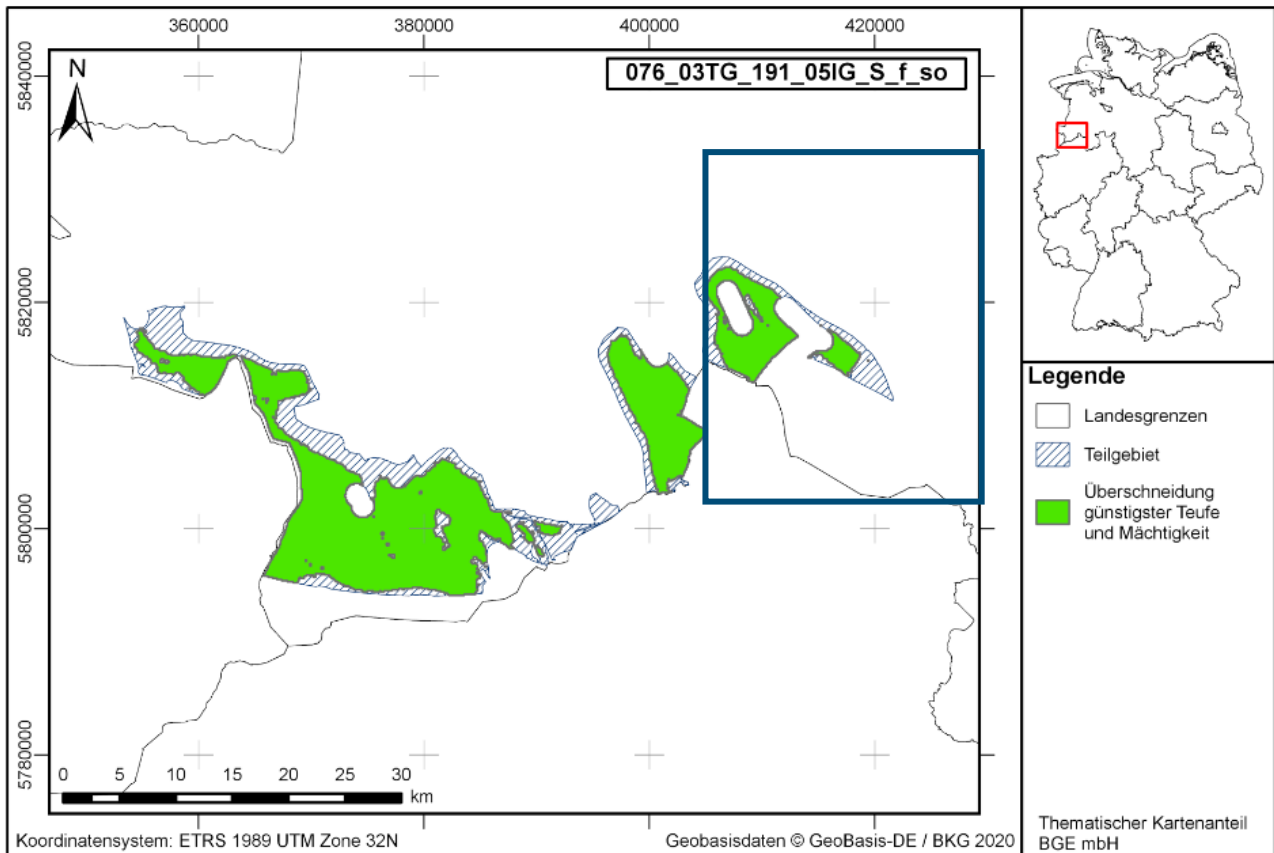 360000
380000
400000
420000
5840000
N
076_03TG_191_05IG_S_f_so
5820000
5800000
5780000
0
5
10
15
20
25
30
km
Koordinatensystem: ETRS 1989 UTM Zone 32N
Geobasisdaten © GeoBasis-DE / BKG 2020
Legende
Landesgrenzen
Teilgebiet
Überschneidung
günstigster Teufe
und Mächtigkeit
Thematischer Kartenanteil
BGE mbH